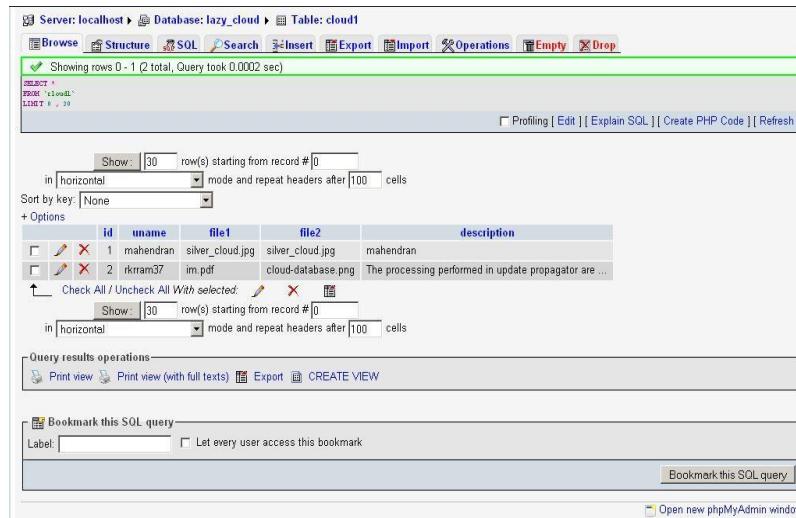 Server: localhost ▸ Database: lazy_cloud ▸ Table: cloud1
Browse Structure SQL Search Insert Export Import Operations Empty Drop
Showing rows 0 - 1 (2 total, Query took 0.0002 sec)
SELECT *
FROM `cloud1`
LIMIT 0 , 30
Profiling [ Edit ] [ Explain SQL ] [ Create PHP Code ] [ Refresh
Show : 30 row(s) starting from record # 0
in horizontal mode and repeat headers after 100 cells
Sort by key: None
+ Options
id uname file1 file2 description
1 mahendran silver_cloud.jpg silver_cloud.jpg mahendran
2 rkrram37 im.pdf cloud-database.png The processing performed in update propagator are ...
Check All / Uncheck All With selected:
Show : 30 row(s) starting from record # 0
in horizontal mode and repeat headers after 100 cells
Query results operations
Print view Print view (with full texts) Export CREATE VIEW
Bookmark this SQL query
Label: Let every user access this bookmark
Bookmark this SQL query
Open new phpMyAdmin windo